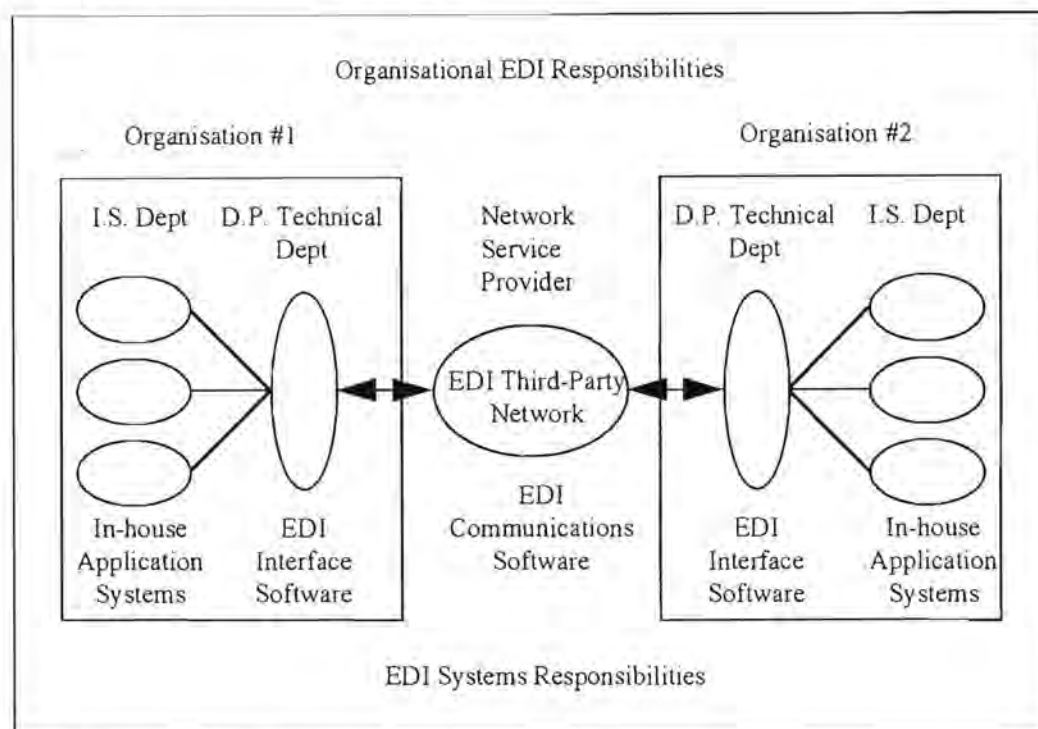 Organisational EDI Responsibilities
Organisation #1
Organisation #2
I.S. Dept
D.P. Technical
Dept
Network
Service
Provider
D.P. Technical
Dept
I.S. Dept
EDI Third-Party
Network
In-house
Application
Systems
EDI
Interface
Software
EDI
Communications
Software
EDI
Interface
Software
In-house
Application
Systems
EDI Systems Responsibilities